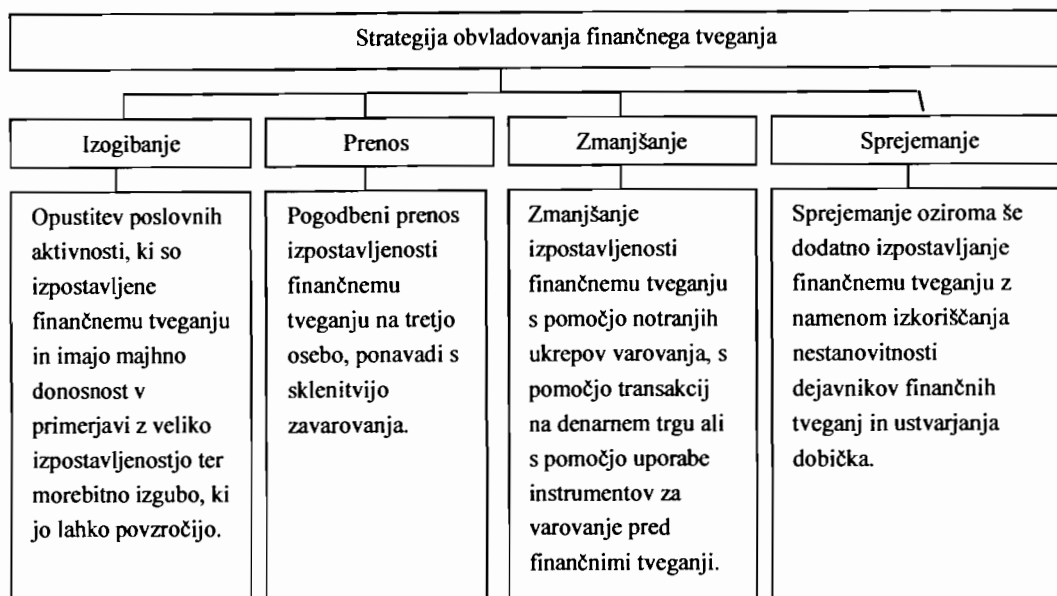 Strategija obvladovanja finančnega tveganja
Izogibanje
Prenos
Zmanjšanje
Sprejemanje
Opustitev poslovnih
aktivnosti, ki so
izpostavljene
finančnemu tveganju
in imajo majhno
donosnost v
primerjavi z veliko
izpostavljenostjo ter
morebitno izgubo, ki
jo lahko povzročijo.
Pogodbeni prenos
izpostavljenosti
finančnemu
tveganju na tretjo
osebo, ponavadi s
sklenitvijo
zavarovanja.
Zmanjšanje
izpostavljenosti
finančnemu tveganju
s pomočjo notranjih
ukrepov varovanja, s
pomočjo transakcij
na denarnem trgu ali
s pomočjo uporabe
instrumentov za
varovanje pred
finančnimi tveganji.
Sprejemanje oziroma še
dodatno izpostavljanje
finančnemu tveganju z
namenom izkoriščanja
nestanovitnosti
dejavnikov finančnih
tveganj in ustvarjanja
dobička.